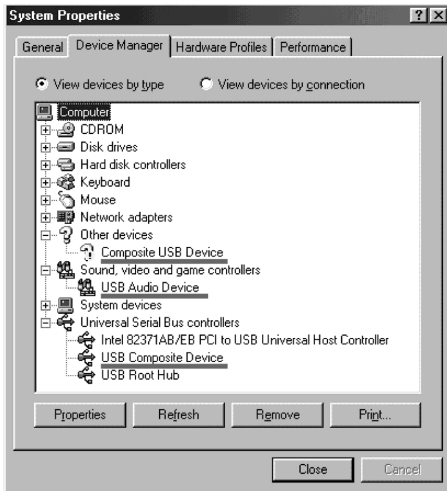 System Properties
General Device Manager Hardware Profiles Performance
View devices by type View devices by connection
Computer
CDROM
Disk drives
Hard disk controllers
Keyboard
Mouse
Network adapters
Other devices
Composite USB Device
Sound, video and game controllers
USB Audio Device
System devices
Universal Serial Bus controllers
Intel 82371AB/EB PCI to USB Universal Host Controller
USB Composite Device
USB Root Hub
Properties Refresh Remove Print...
Close Cancel